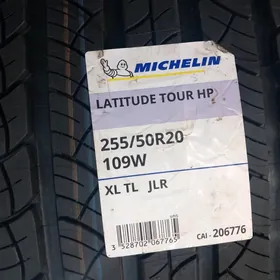 MICHELIN
LATITUDE TOUR HP
255/50R20
109W
XL TL JLR
3 528702 067765
CAI - 206776